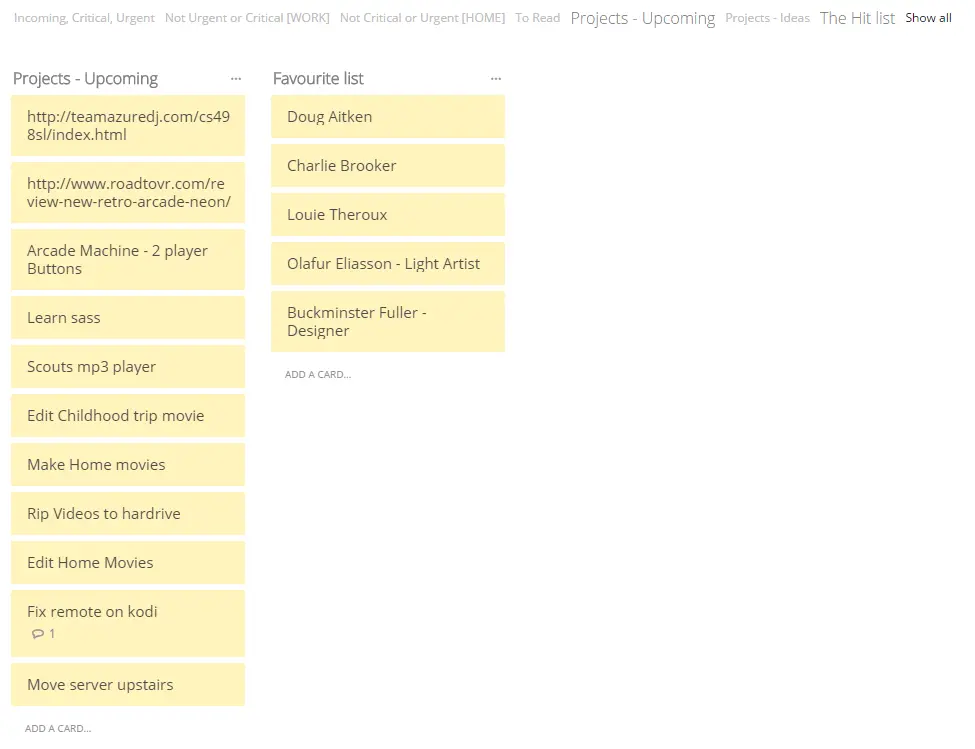 Incoming, Critical, Urgent Not Urgent or Critical [WORK] Not Critical or Urgent [HOME] To Read Projects - Upcoming Projects - Ideas The Hit list Show all
Projects - Upcoming ...
http://teamazuredj.com/cs49
8sl/index.html
http://www.roadtovr.com/re
view-new-retro-arcade-neon/
Arcade Machine - 2 player
Buttons
Learn sass
Scouts mp3 player
Edit Childhood trip movie
Make Home movies
Rip Videos to hardrive
Edit Home Movies
Fix remote on kodi
1
Move server upstairs
ADD A CARD...
Favourite list ...
Doug Aitken
Charlie Brooker
Louie Theroux
Olafur Eliasson - Light Artist
Buckminster Fuller -
Designer
ADD A CARD...